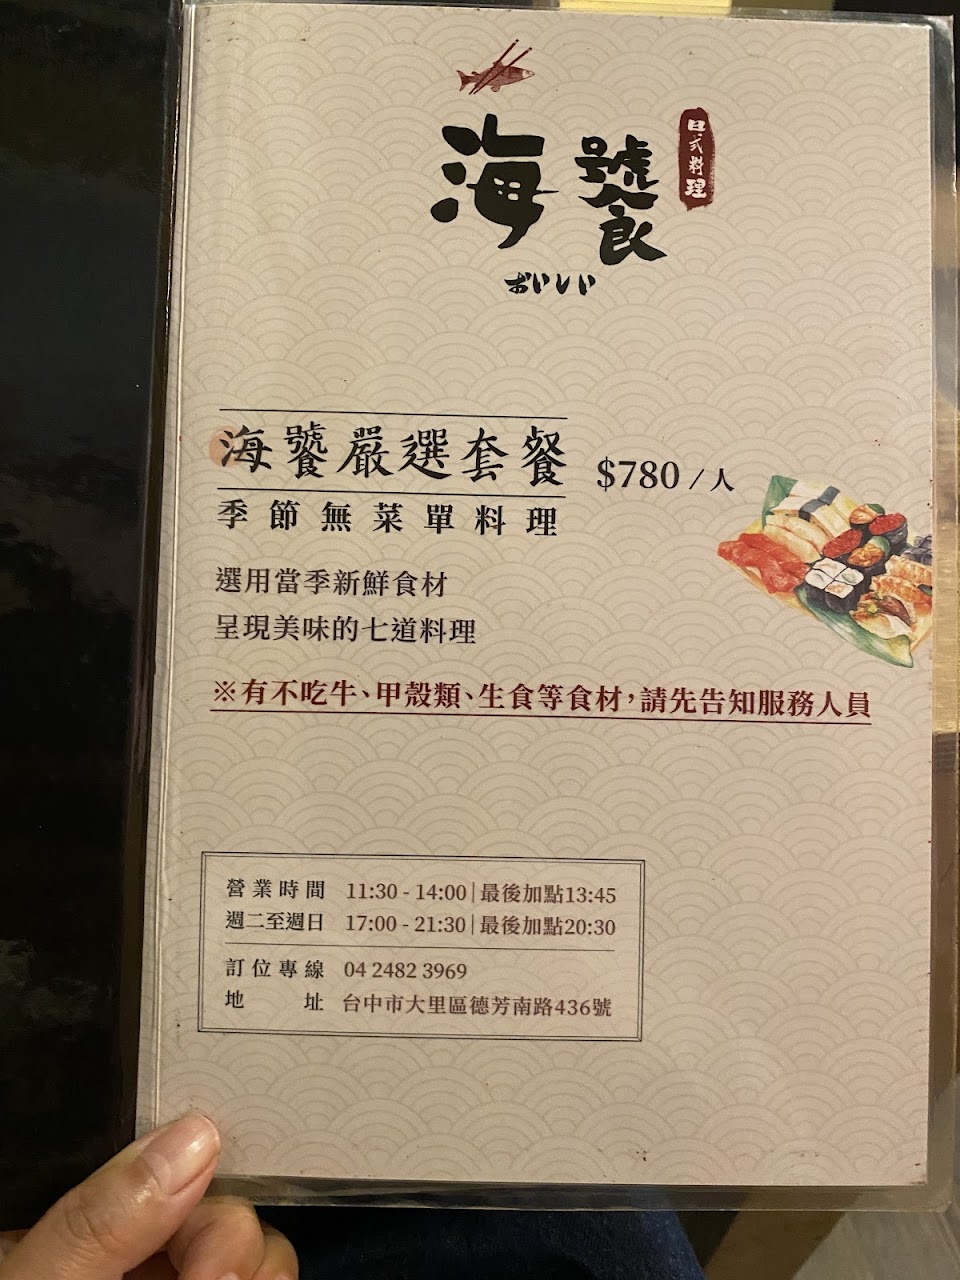 海饕
日式料理
おいしい
海饕嚴選套餐 $780 / 人
季節無菜單料理
選用當季新鮮食材
呈現美味的七道料理
※有不吃牛、甲殼類、生食等食材，請先告知服務人員
營業時間 11:30 - 14:00 | 最後加點13:45
週二至週日 17:00 - 21:30 | 最後加點20:30
訂位專線 04 2482 3969
地址 台中市大里區德芳南路436號